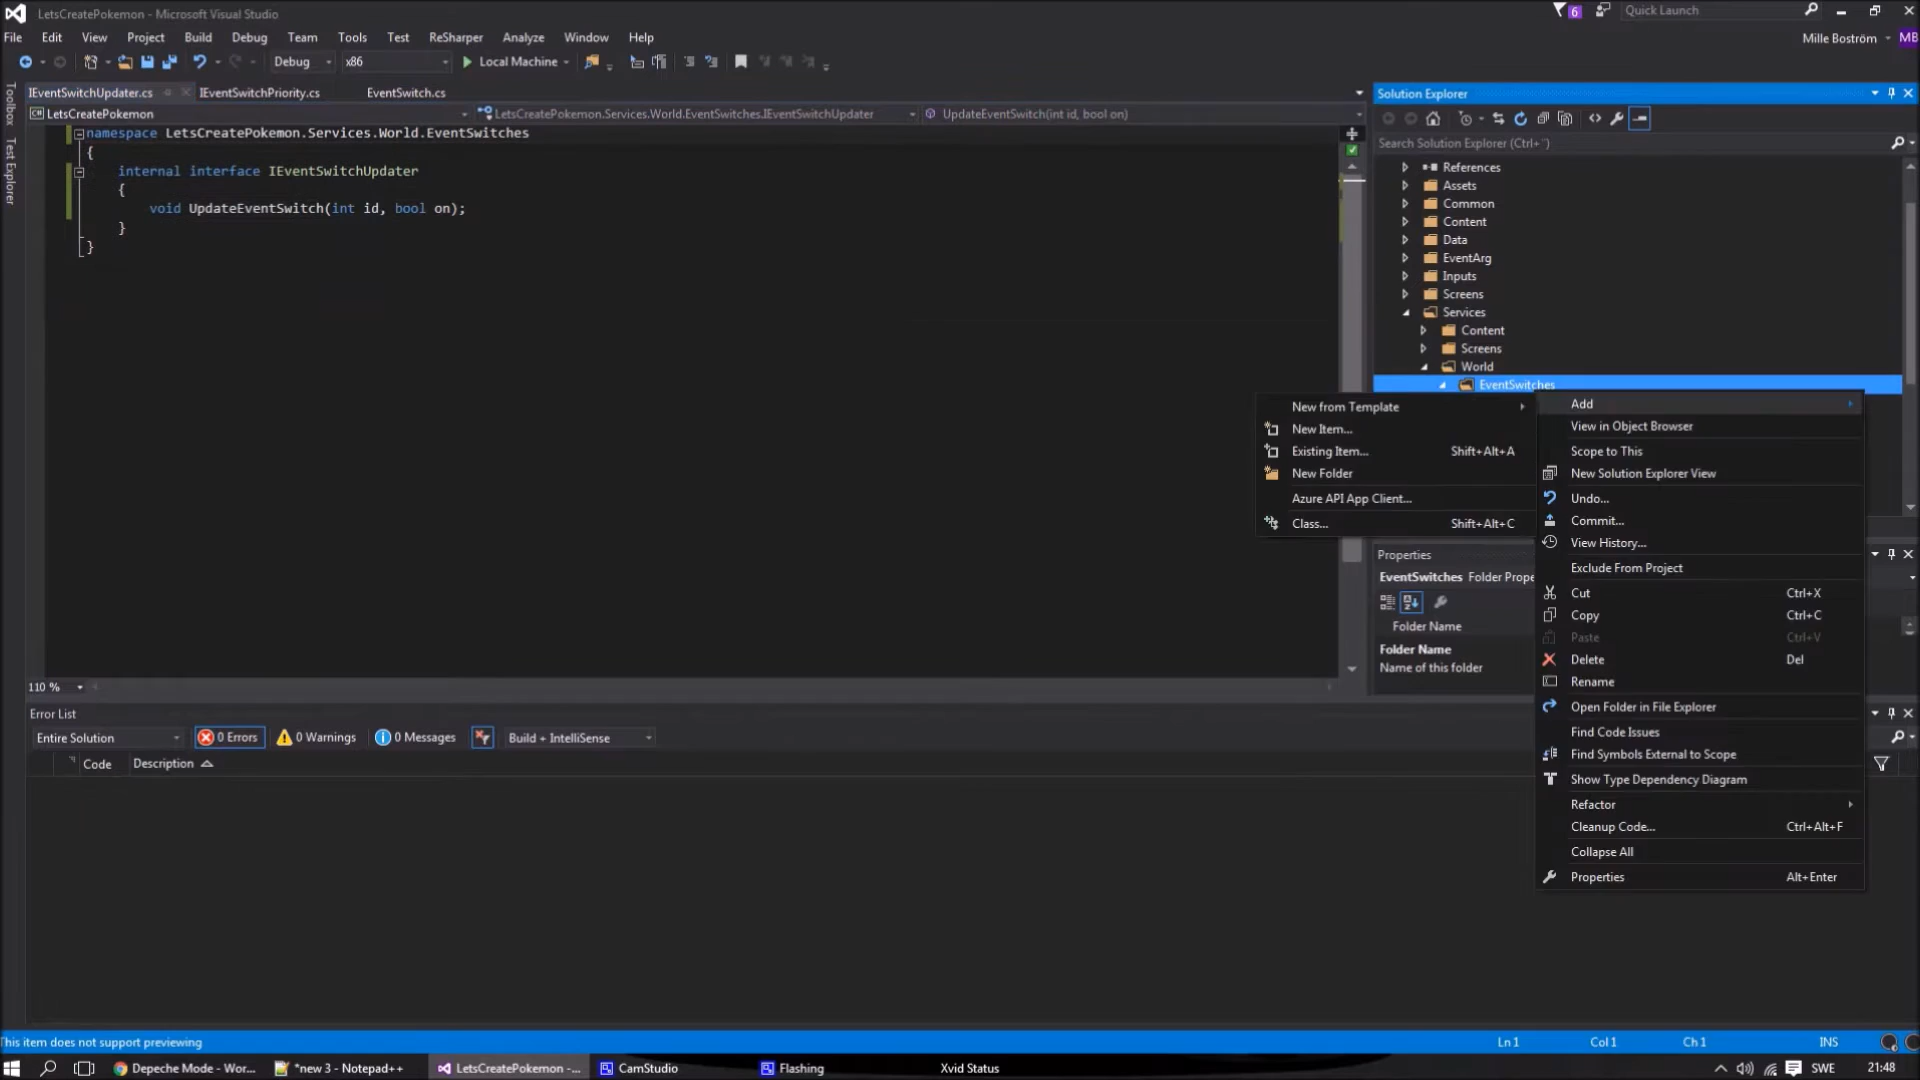 LetsCreatePokemon - Microsoft Visual Studio
6
Quick Launch
File Edit View Project Build Debug Team Tools Test ReSharper Analyze Window Help
Mille Boström MB
Debug x86 Local Machine
Toolbox
Test Explorer
IEventSwitchUpdater.cs IEventSwitchPriority.cs EventSwitch.cs
LetsCreatePokemon LetsCreatePokemon.Services.World.EventSwitches.IEventSwitchUpdater UpdateEventSwitch(int id, bool on)
namespace LetsCreatePokemon.Services.World.EventSwitches
{
internal interface IEventSwitchUpdater
{
void UpdateEventSwitch(int id, bool on);
}
}
110 %
Solution Explorer
Search Solution Explorer (Ctrl+¨)
References
Assets
Common
Content
Data
EventArg
Inputs
Screens
Services
Content
Screens
World
EventSwitches
New from Template
New Item...
Existing Item... Shift+Alt+A
New Folder
Azure API App Client...
Class... Shift+Alt+C
Add
View in Object Browser
Scope to This
New Solution Explorer View
Undo...
Commit...
View History...
Exclude From Project
Cut Ctrl+X
Copy Ctrl+C
Paste Ctrl+V
Delete Del
Rename
Open Folder in File Explorer
Find Code Issues
Find Symbols External to Scope
Show Type Dependency Diagram
Refactor
Cleanup Code... Ctrl+Alt+F
Collapse All
Properties Alt+Enter
Properties
EventSwitches Folder Prope
Folder Name
Folder Name
Name of this folder
Error List
Entire Solution 0 Errors 0 Warnings 0 Messages Build + IntelliSense
Code Description
This item does not support previewing
Ln 1 Col 1 Ch 1 INS
Depeche Mode - Wor... *new 3 - Notepad++ LetsCreatePokemon -... CamStudio Flashing Xvid Status
SWE 21:48